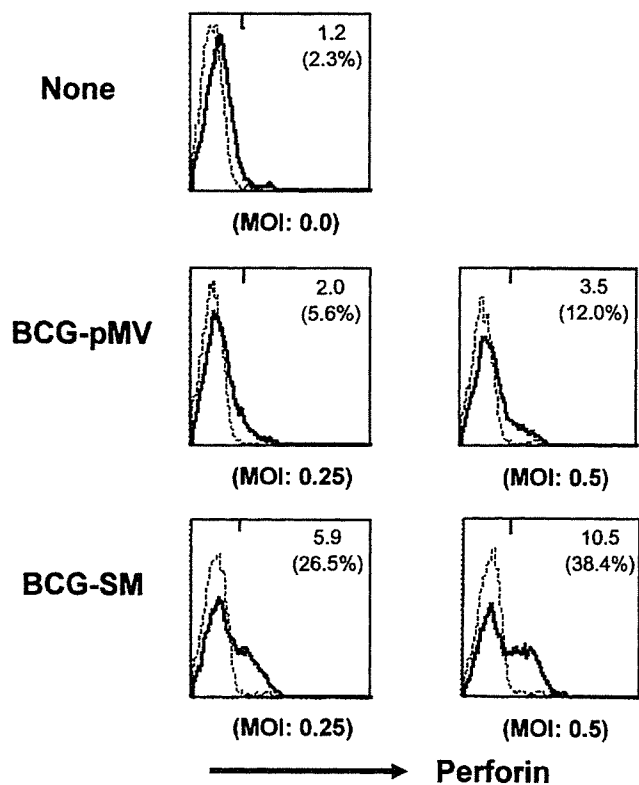 None
1.2
(2.3%)
(MOI: 0.0)
BCG-pMV
2.0
(5.6%)
3.5
(12.0%)
(MOI: 0.25)
(MOI: 0.5)
BCG-SM
5.9
(26.5%)
10.5
(38.4%)
(MOI: 0.25)
(MOI: 0.5)
Perforin